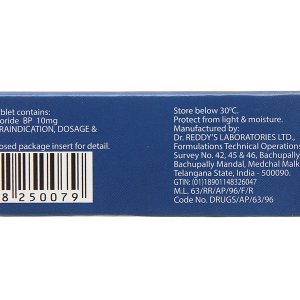 blet contains:
oride BP 10mg
RAINDICATION, DOSAGE &
osed package insert for detail.
8 250079
Store below 30°C.
Protect from light & moisture.
Manufactured by:
Dr. REDDY'S LABORATORIES LTD.,
Formulations Technical Operations
Survey No. 42, 45 & 46, Bachupally
Bachupally Mandal, Medchal Malk
Telangana State, India - 500090.
GTIN: (01)18901148326047
M.L. 63/RR/AP/96/F/R
Code No. DRUGS/AP/63/96